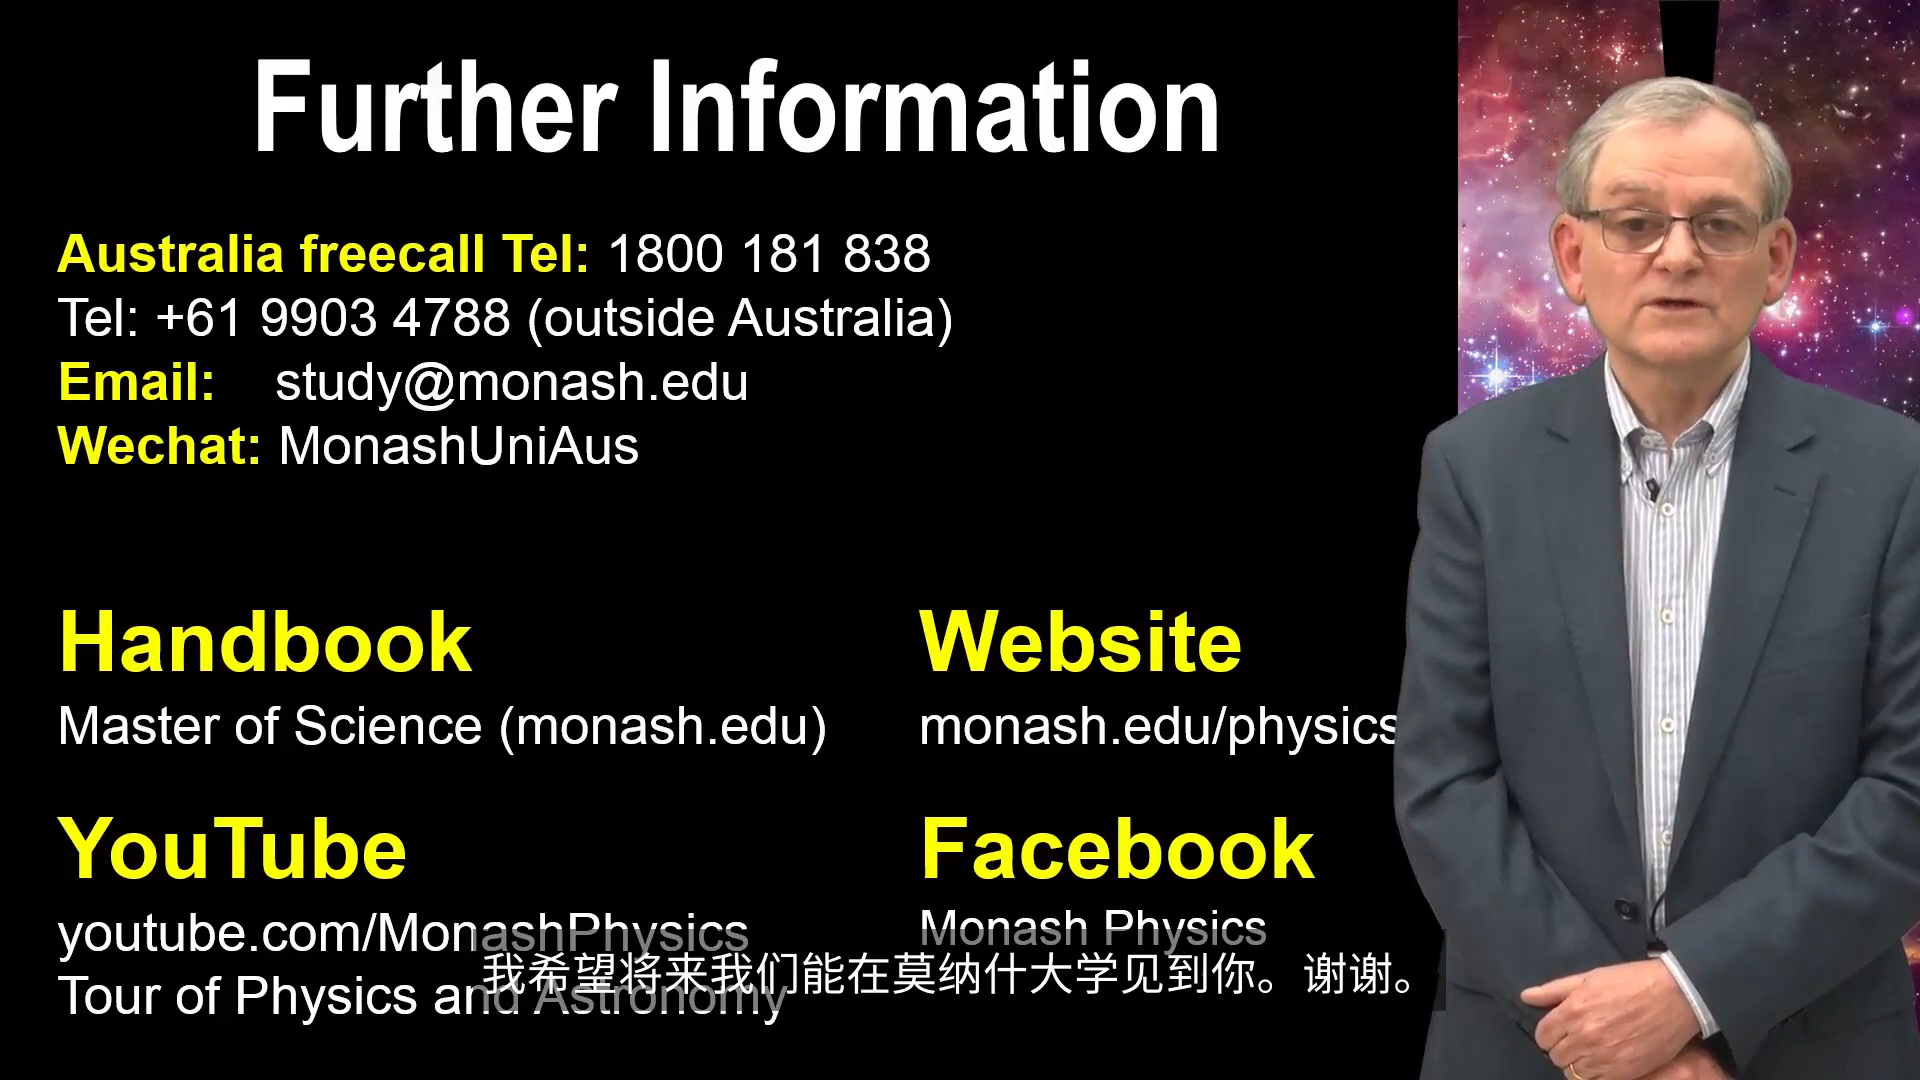 Further Information
Australia freecall Tel: 1800 181 838
Tel: +61 9903 4788 (outside Australia)
Email: study@monash.edu
Wechat: MonashUniAus
Handbook
Master of Science (monash.edu)
Website
monash.edu/physics
YouTube
youtube.com/MonashPhysics
Tour of Physics and Astronomy
Facebook
Monash Physics
我希望将来我们能在莫纳什大学见到你。谢谢。